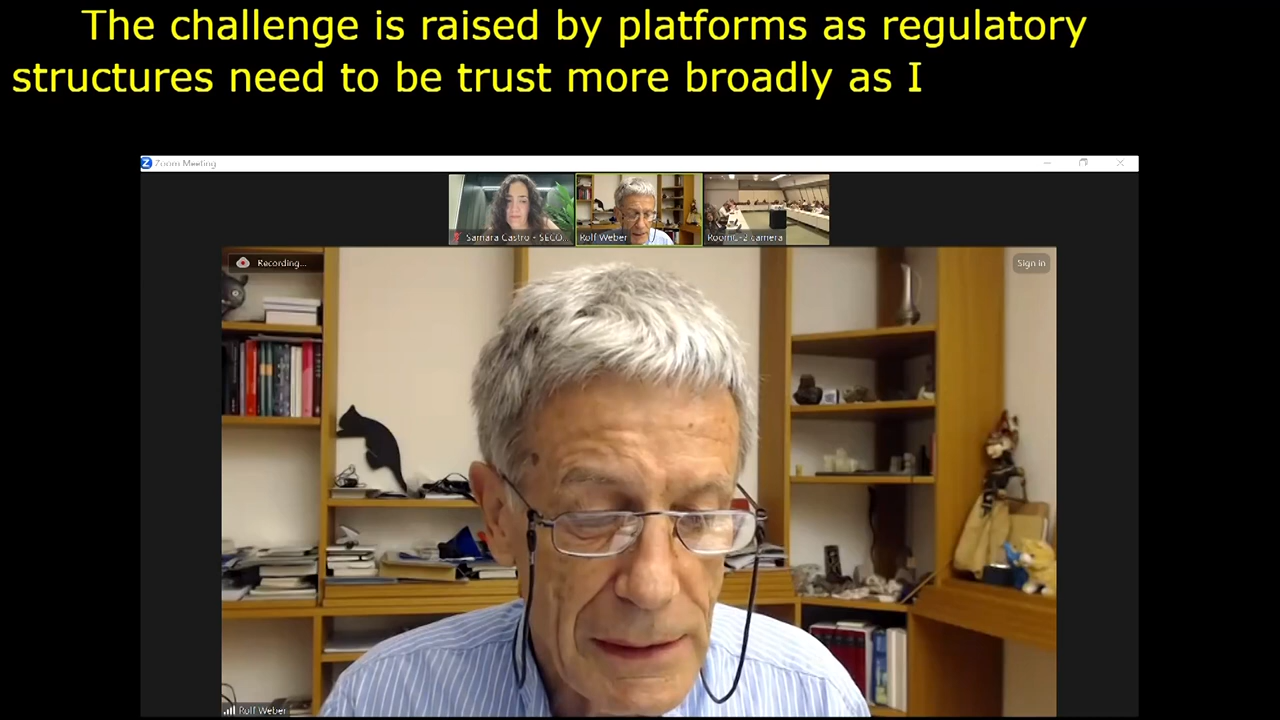 The challenge is raised by platforms as regulatory
structures need to be trust more broadly as I
Zoom Meeting
Samara Castro - SECO...
Rolf Weber
RoomC-2 camera
Recording...
Sign in
Rolf Weber